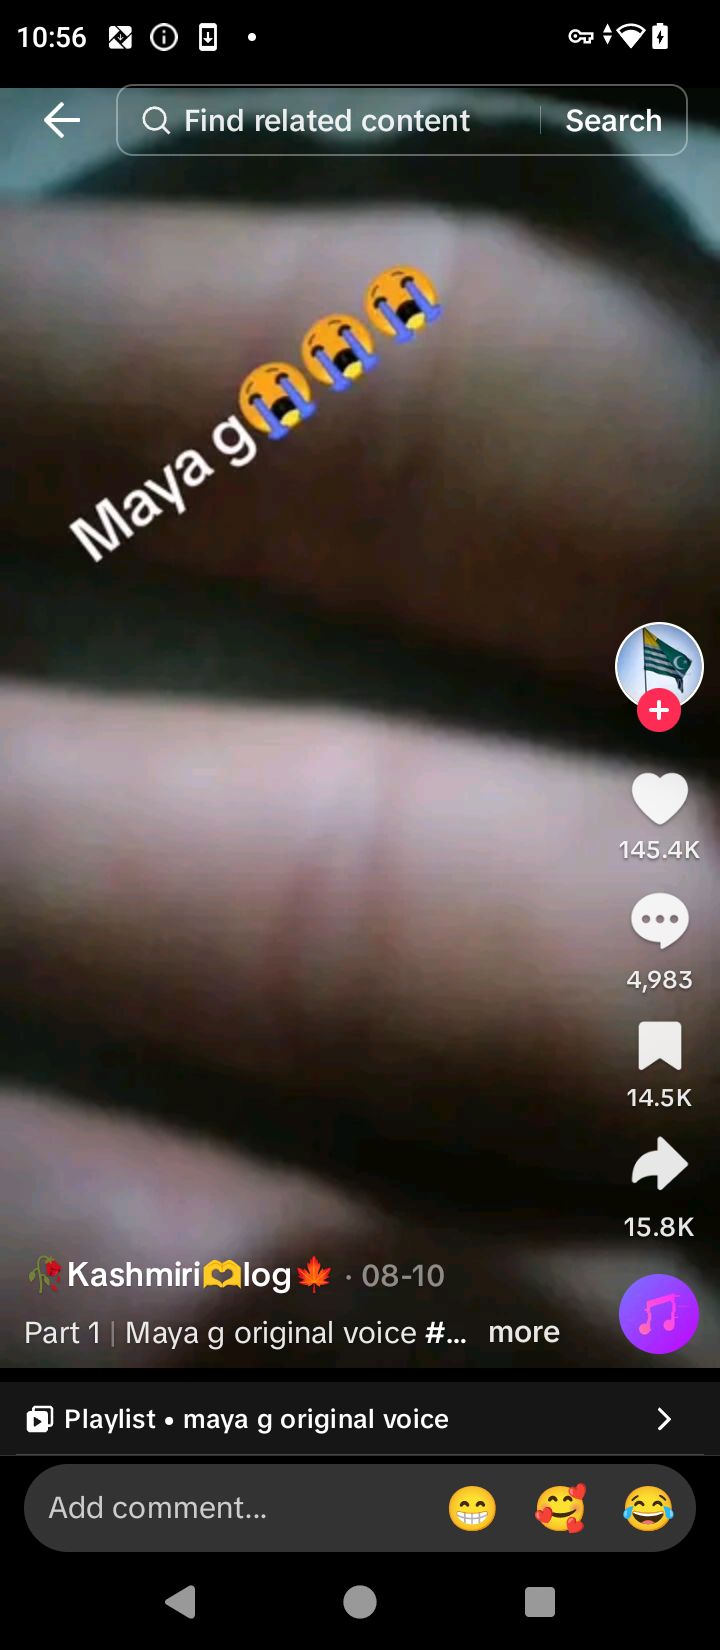 10:56
Find related content
Search
Maya g😭😭😭
145.4K
4,983
14.5K
15.8K
🥀Kashmiri🫶log🍁 · 08-10
Part 1 | Maya g original voice #... more
Playlist • maya g original voice
Add comment... 😁 🥰 😂